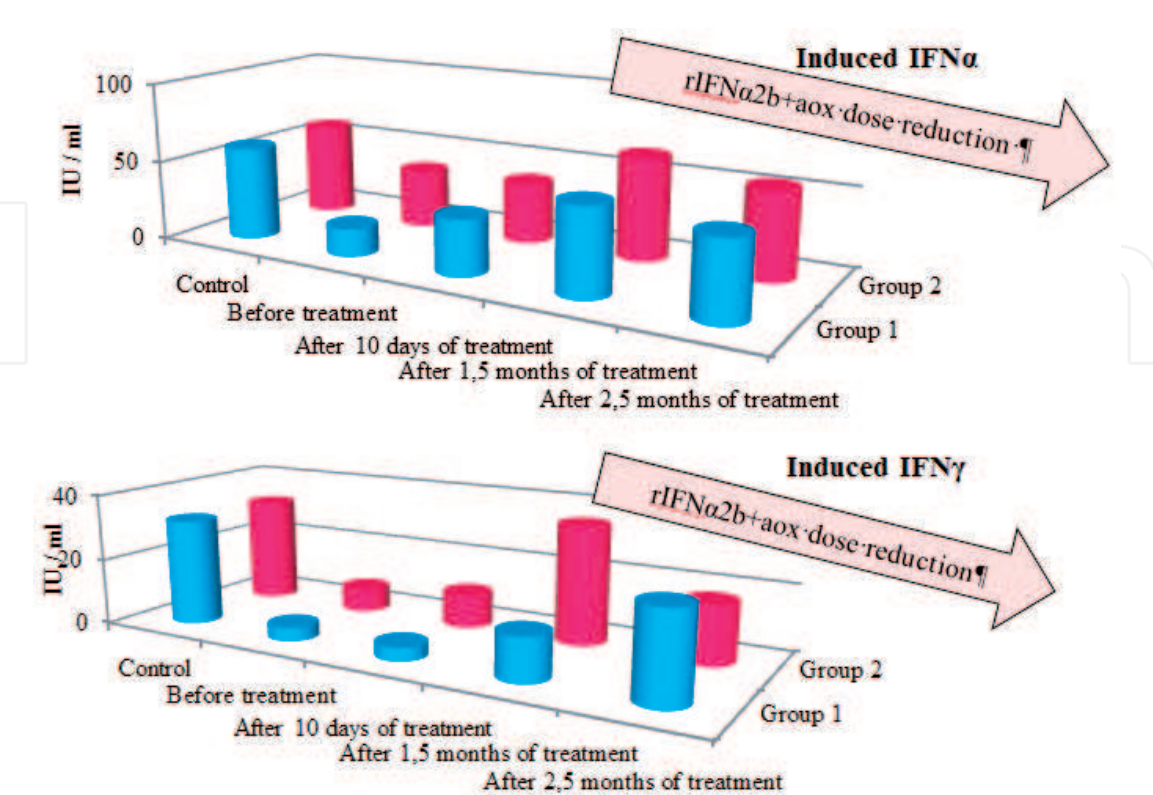 Induced IFNα
rIFNα2b+aox·dose·reduction·¶
100
50
0
IU / ml
Control
Before treatment
After 10 days of treatment
After 1,5 months of treatment
After 2,5 months of treatment
Group 2
Group 1
Induced IFNγ
rIFNα2b+aox·dose·reduction¶
40
20
0
IU / ml
Control
Before treatment
After 10 days of treatment
After 1,5 months of treatment
After 2,5 months of treatment
Group 2
Group 1